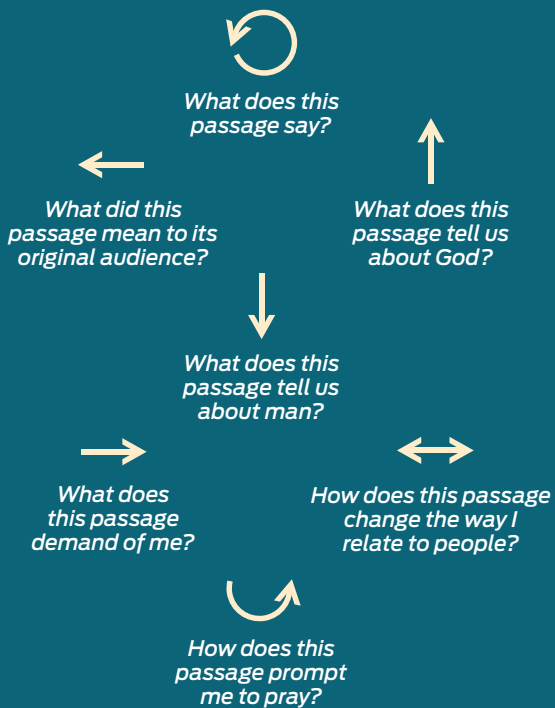 What does this
passage say?
What did this
passage mean to its
original audience?
What does this
passage tell us
about God?
What does this
passage tell us
about man?
What does
this passage
demand of me?
How does this passage
change the way I
relate to people?
How does this
passage prompt
me to pray?